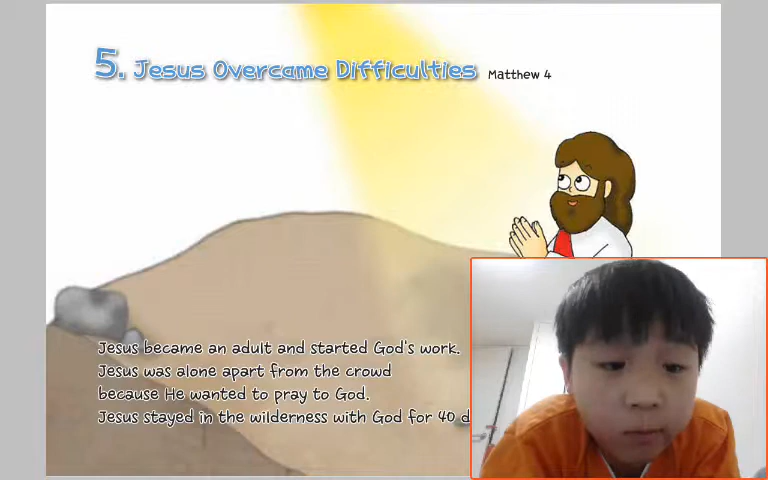 5. Jesus Overcame Difficulties Matthew 4
Jesus became an adult and started God's work.
Jesus was alone apart from the crowd
because He wanted to pray to God.
Jesus stayed in the wilderness with God for 40 d